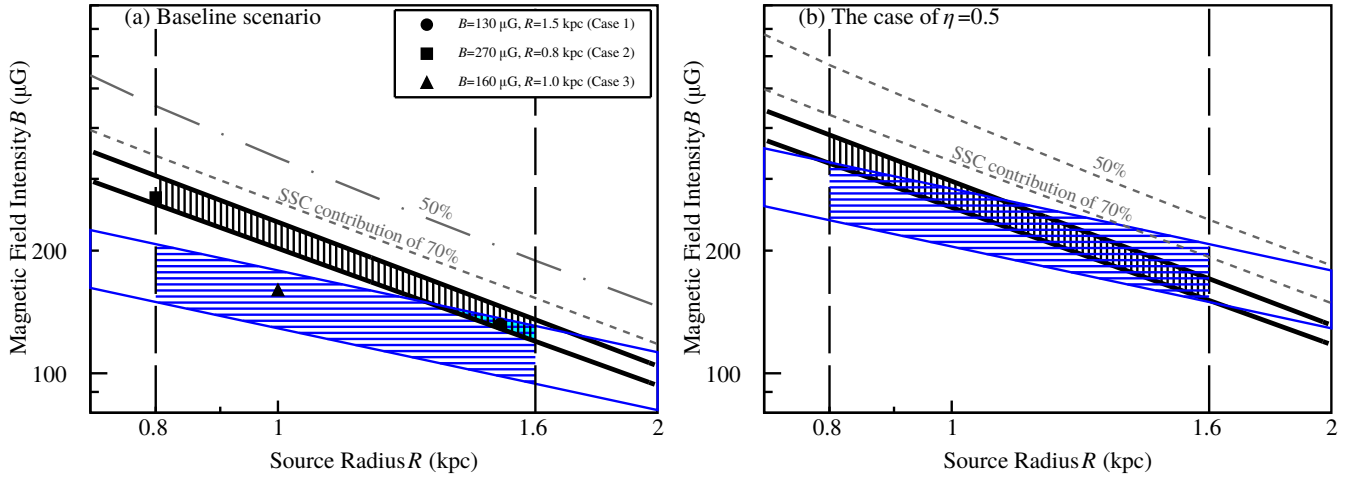 (a) Baseline scenario
B=130 μG, R=1.5 kpc (Case 1)
B=270 μG, R=0.8 kpc (Case 2)
B=160 μG, R=1.0 kpc (Case 3)
50%
SSC contribution of 70%
Magnetic Field Intensity B (μG)
200
100
0.8
1
1.6
2
Source Radius R (kpc)
(b) The case of η=0.5
50%
SSC contribution of 70%
Magnetic Field Intensity B (μG)
200
100
0.8
1
1.6
2
Source Radius R (kpc)